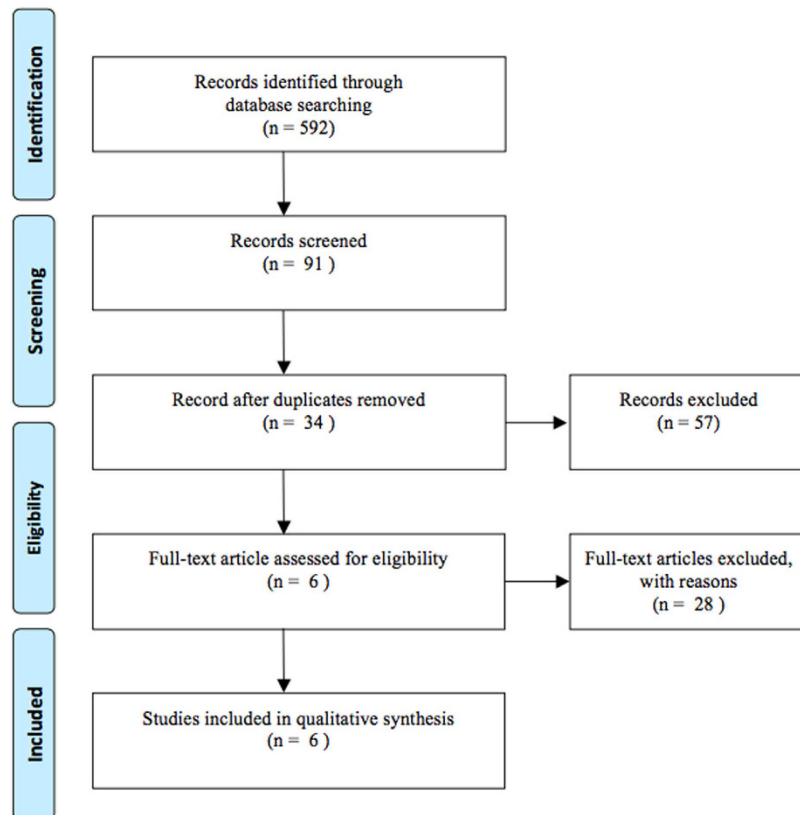 Identification
Records identified through
database searching
(n = 592)
Screening
Records screened
(n = 91 )
Record after duplicates removed
(n = 34 )
Records excluded
(n = 57)
Eligibility
Full-text article assessed for eligibility
(n = 6 )
Full-text articles excluded,
with reasons
(n = 28 )
Included
Studies included in qualitative synthesis
(n = 6 )